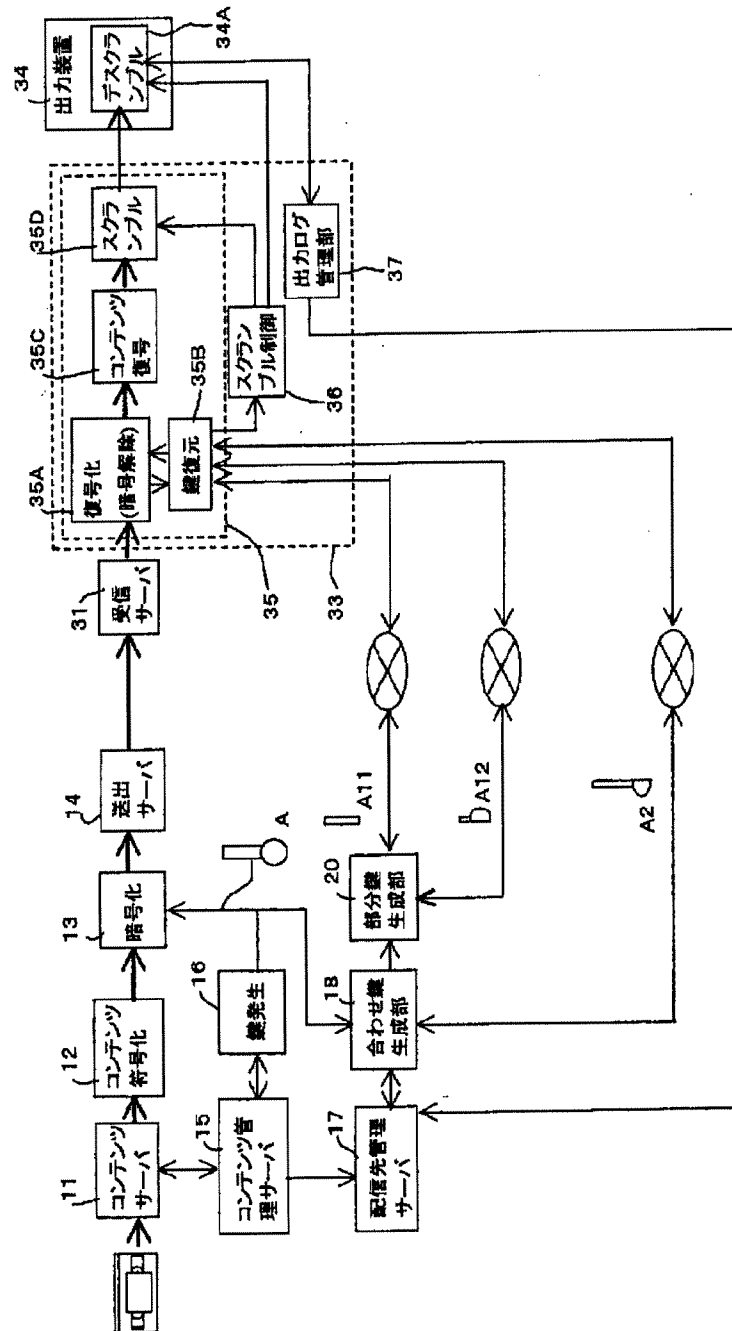 11
コンテンツ
サーバ
12
コンテンツ
符号化
13
暗号化
14
送出
サーバ
31
受信
サーバ
35A
復号化
(暗号解除)
35C
コンテンツ
復号
35D
スクラ
ンブル
34
出力装置
デスクラ
ンブル
34A
35B
鍵復元
スクラン
ブル制御
36
出力ログ
管理部
37
35
33
15
コンテンツ管
理サーバ
16
鍵発生
A
17
配信先管理
サーバ
18
合わせ鍵
生成部
20
部分鍵
生成部
A11
A12
A2